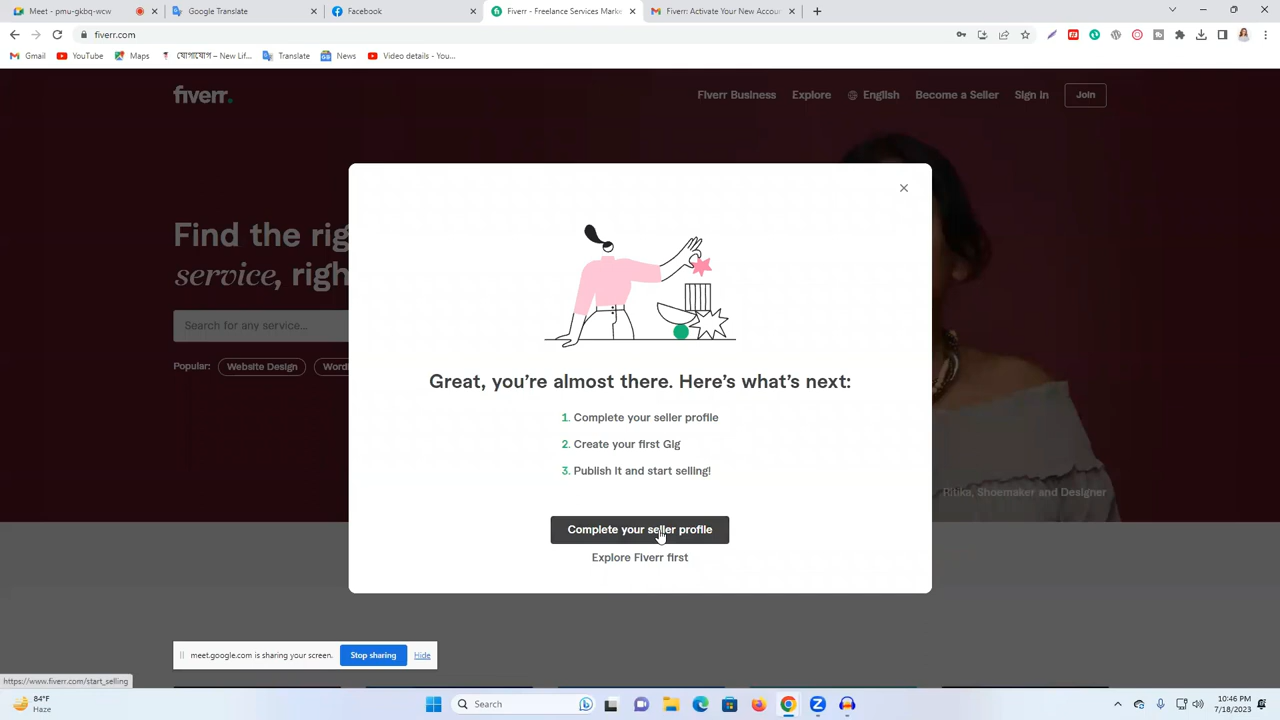 Meet - pmu-gkbq-wcw
Google Translate
Facebook
Fiverr - Freelance Services Marke
Fiverr: Activate Your New Accou
fiverr.com
Gmail
YouTube
Maps
যোগাযোগ – New Lif...
Translate
News
Video details - You...
fiverr.
Fiverr Business
Explore
English
Become a Seller
Sign in
Join
Find the rig
service, righ
Search for any service...
Popular:
Website Design
Word
Great, you're almost there. Here's what's next:
1. Complete your seller profile
2. Create your first Gig
3. Publish it and start selling!
Ritika, Shoemaker and Designer
Complete your seller profile
Explore Fiverr first
meet.google.com is sharing your screen.
Stop sharing
Hide
https://www.fiverr.com/start_selling
84°F
Haze
Search
10:46 PM
7/18/2023